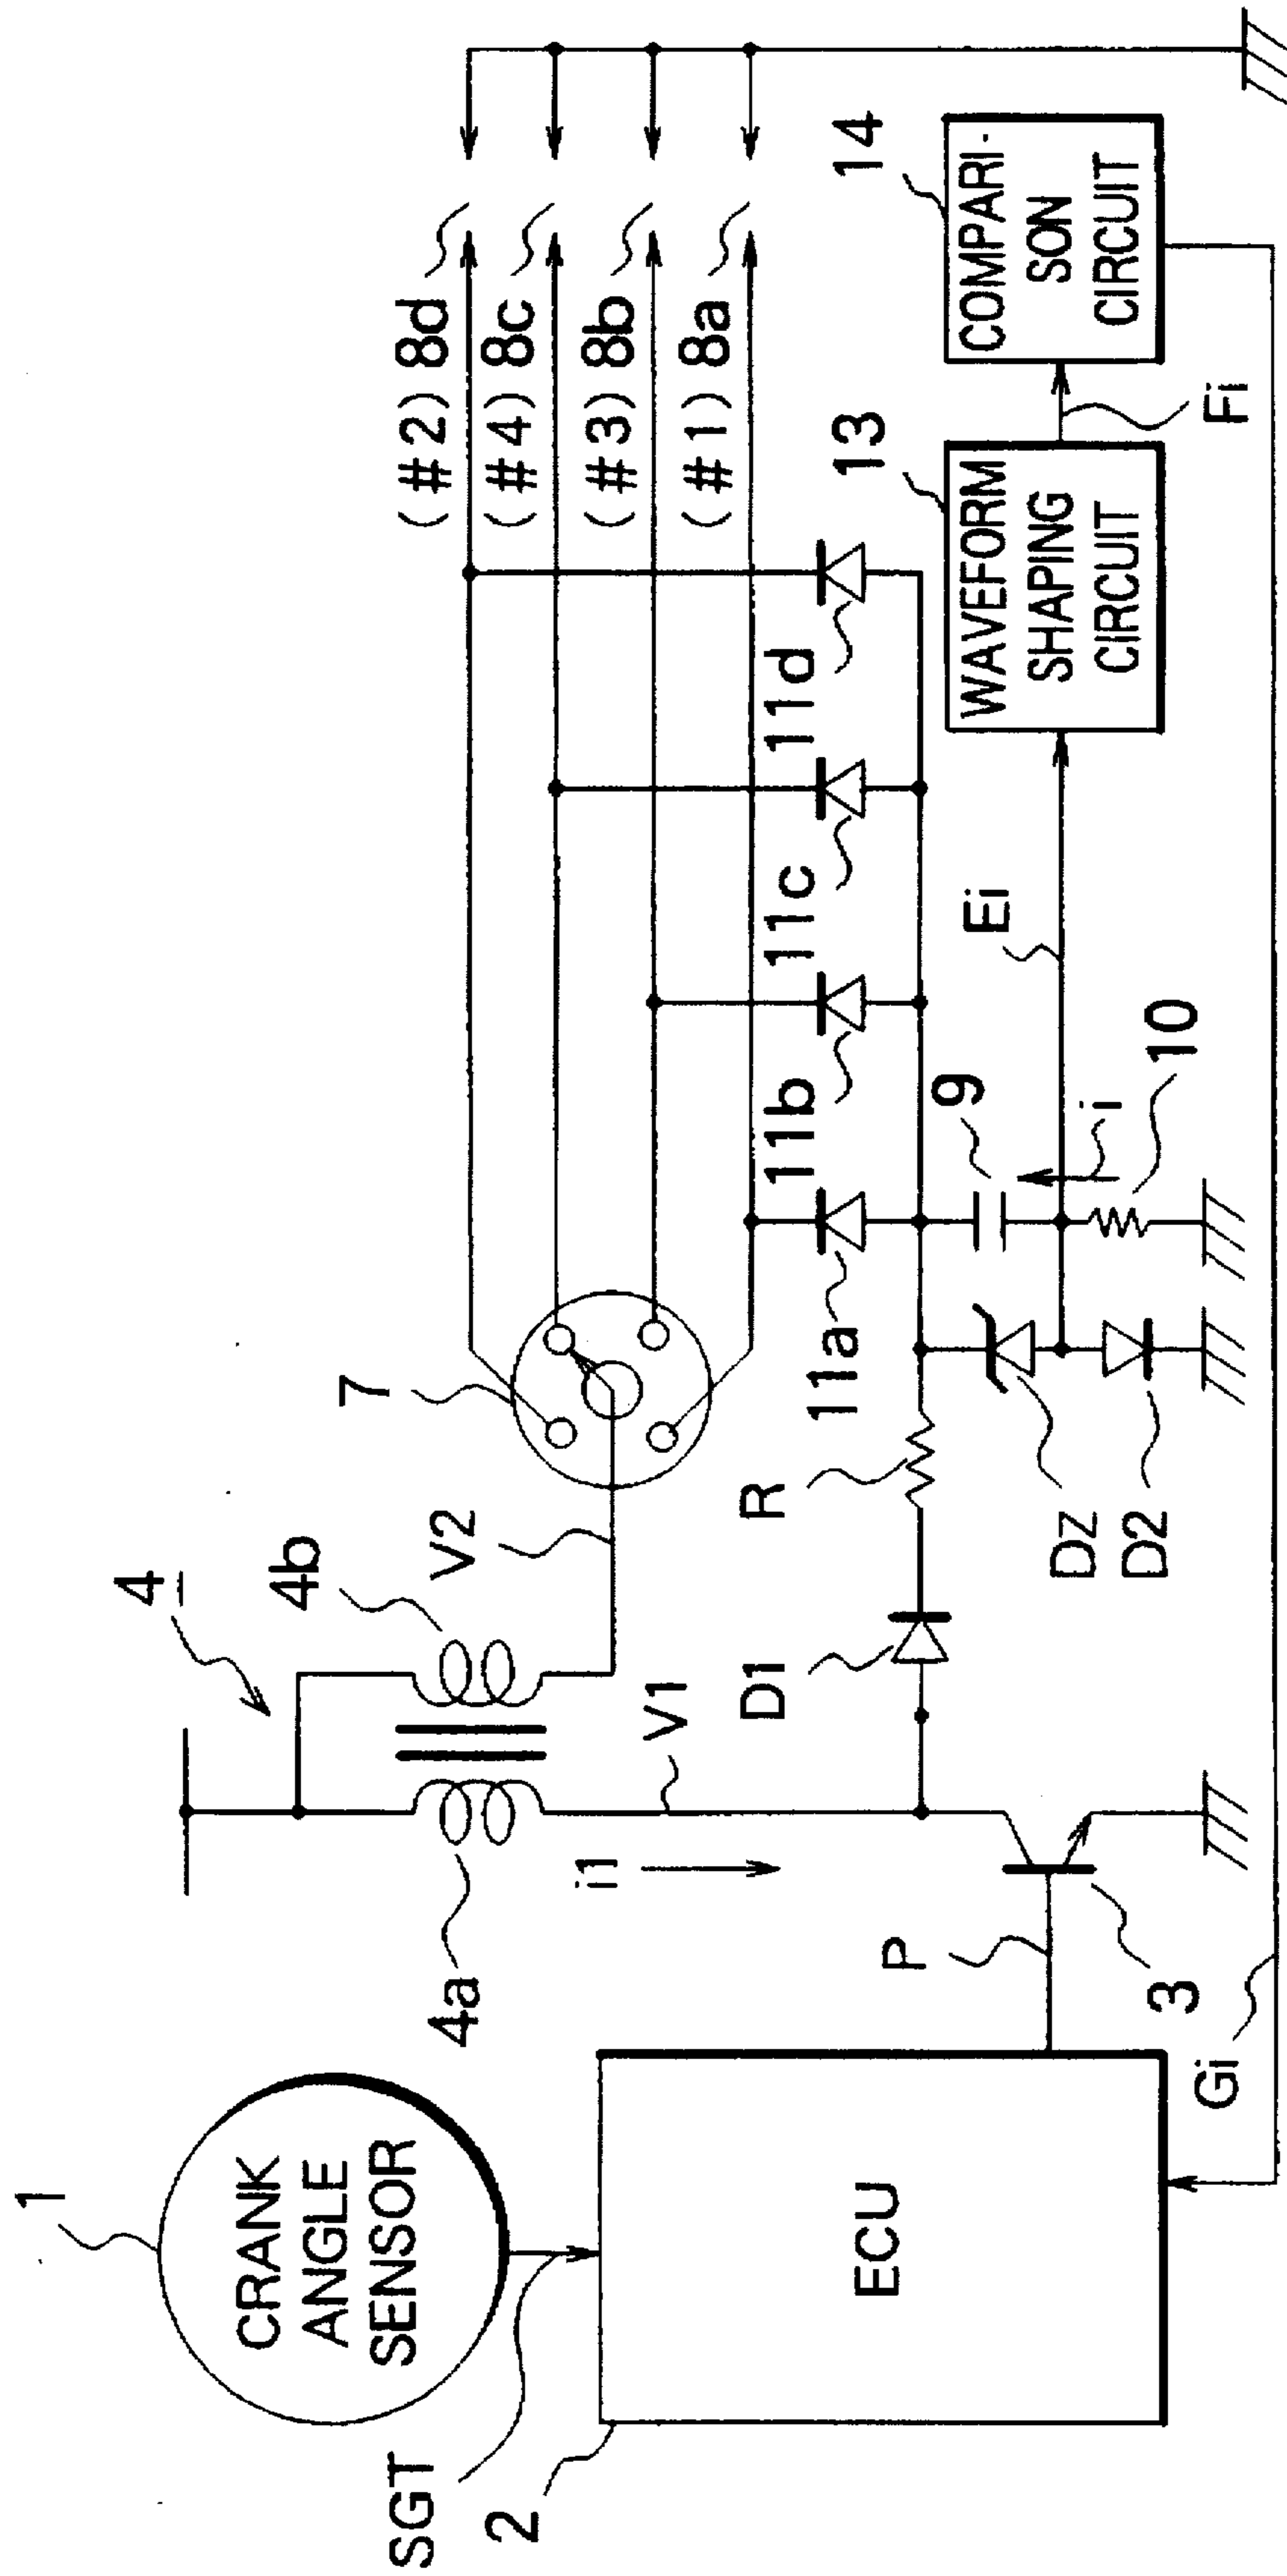 1
CRANK
ANGLE
SENSOR
SGT
2
ECU
4
4a
4b
i1
V1
V2
P
3
Gi
7
D1
R
DZ
D2
11a
11b
11c
11d
9
i
10
Ei
(#2) 8d
(#4) 8c
(#3) 8b
(#1) 8a
13
WAVEFORM
SHAPING
CIRCUIT
Fi
14
COMPARI-
SON
CIRCUIT